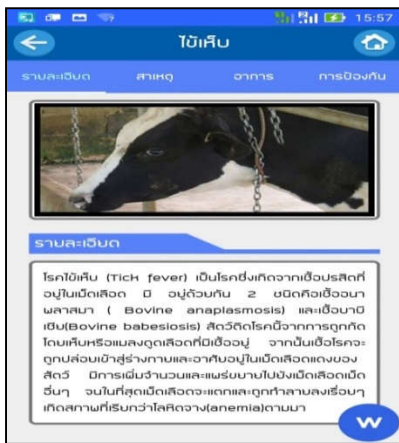 15:57
ไข้เห็บ
รายละเอียด สาเหตุ อาการ การป้องกัน
รายละเอียด
โรคไข้เห็บ (Tick fever) เป็นโรคซึ่งเกิดจากเชื้อปรสิตที่
อยู่ในเม็ดเลือด มี อยู่ด้วยกัน 2 ชนิดคือเชื้ออนา
พลาสมา ( Bovine anaplasmosis) และเชื้อบาบิ
เซีย(Bovine babesiosis) สัตว์ติดโรคนี้จากการถูกกัด
โดยเห็บหรือแมลงดูดเลือดที่มีเชื้ออยู่ จากนั้นเชื้อโรคจะ
ถูกปล่อยเข้าสู่ร่างกายและอาศัยอยู่ในเม็ดเลือดแดงของ
สัตว์ มีการเพิ่มจำนวนและแพร่ขยายไปยังเม็ดเลือดเม็ด
อื่นๆ จนในที่สุดเม็ดเลือดจะแตกและถูกทำลายลงเรื่อยๆ
เกิดสภาพที่เรียกว่าโลหิตจาง(anemia)ตามมา
W